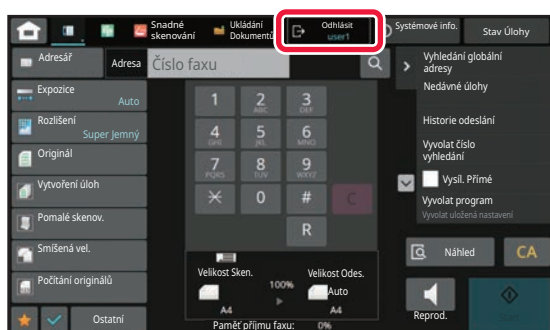 Snadné
skenování
Ukládání
Dokumentů
Odhlásit
user1
Systémové info.
Stav Úlohy
Adresář
Adresa
Číslo faxu
Expozice
Auto
Rozlišení
Super Jemný
Originál
Vytvoření úloh
Pomalé skenov.
Smíšená vel.
Počítání originálů
Ostatní
1
2
ABC
3
DEF
4
GHI
5
JKL
6
MNO
7
PQRS
8
TUV
9
WXYZ
0
#
C
R
Velikost Sken.
100%
Velikost Odes.
Auto
A4
A4
Paměť příjmu faxu: 0%
Vyhledání globální
adresy
Nedávné úlohy
Historie odeslání
Vyvolat číslo
vyhledání
Vysíl. Přímé
Vyvolat program
Vyvolat uložená nastavení
Náhled
CA
Reprod.
Start